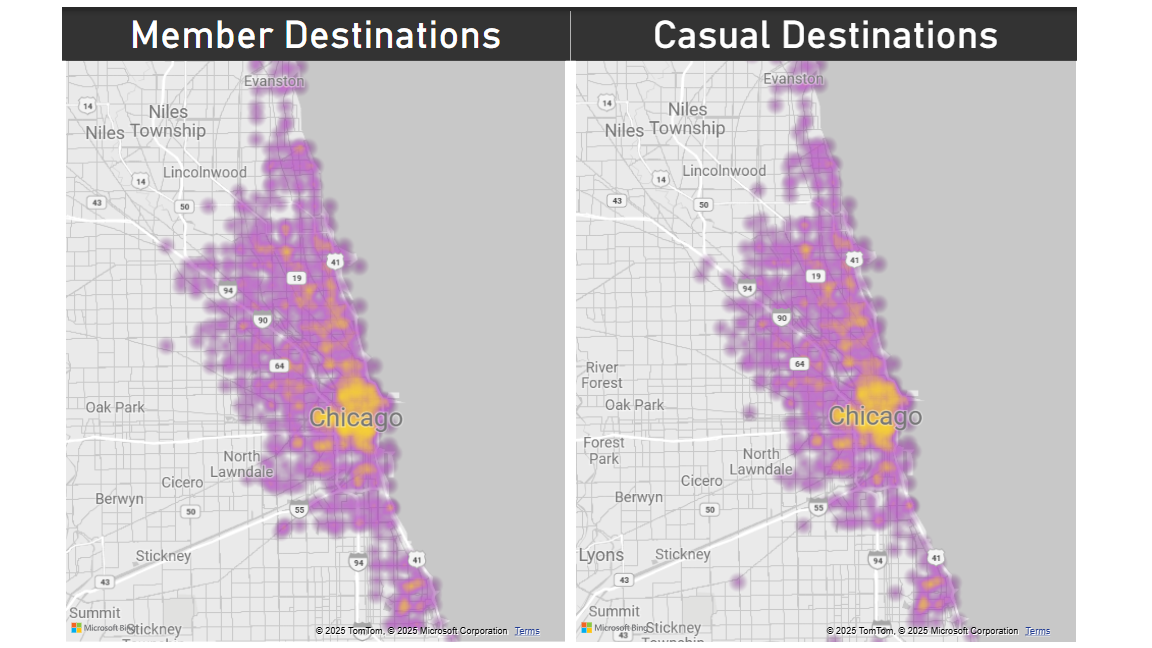 Member Destinations
Evanston
14
Niles
Niles Township
Lincolnwood
14
43
50
41
19
94
90
64
Oak Park
Chicago
North
Lawndale
Cicero
Berwyn
50
55
Stickney
94
41
43
Summit
Microsoft Bing
Stickney
© 2025 TomTom, © 2025 Microsoft Corporation Terms
Casual Destinations
Evanston
14
Niles
Niles Township
Lincolnwood
14
43
50
41
19
94
90
64
River
Forest
Oak Park
Chicago
Forest
Park
North
Lawndale
Cicero
Berwyn
50
55
Lyons
Stickney
94
41
43
Summit
Microsoft Bing
Stickney
43
Township
© 2025 TomTom, © 2025 Microsoft Corporation Terms